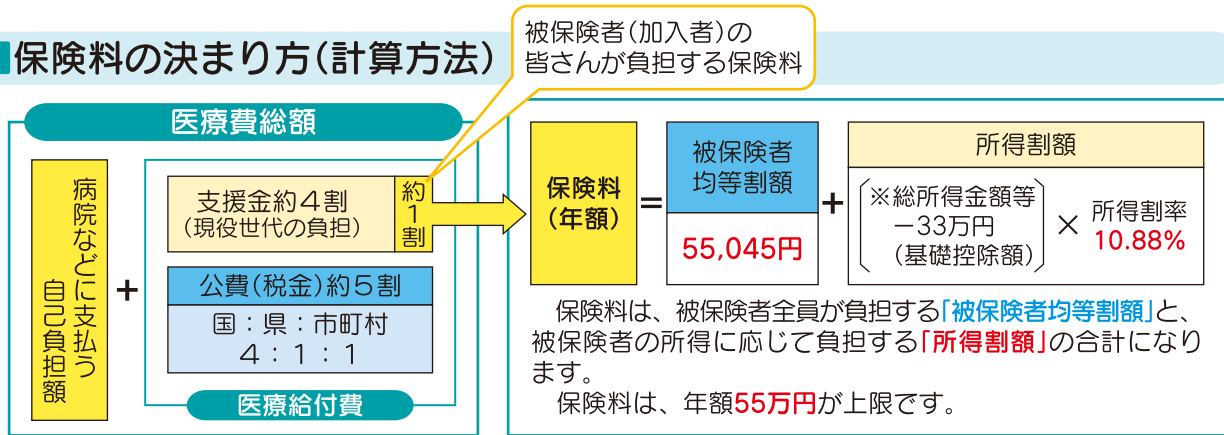 保険料の決まり方(計算方法)
被保険者(加入者)の
皆さんが負担する保険料
医療費総額
病院などに支払う
自己負担額
+
支援金約4割
(現役世代の負担)
約1割
公費(税金)約5割
国:県:市町村
4:1:1
医療給付費
保険料
(年額)
=
被保険者
均等割額
55,045円
+
所得割額
※総所得金額等
-33万円
(基礎控除額)
×
所得割率
10.88%
保険料は、被保険者全員が負担する「被保険者均等割額」と、
被保険者の所得に応じて負担する「所得割額」の合計になり
ます。
保険料は、年額55万円が上限です。